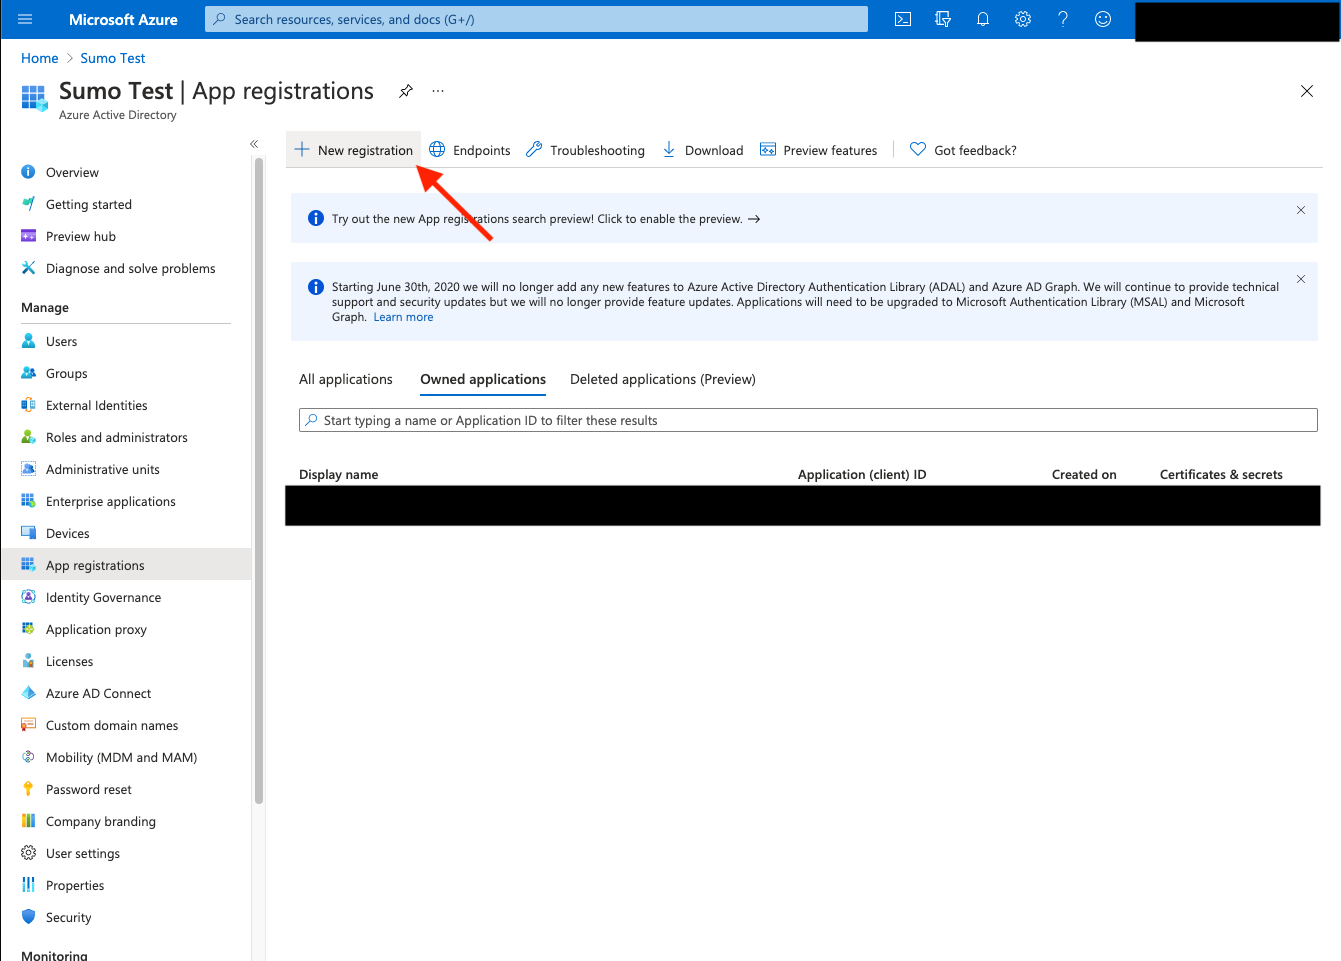 Microsoft Azure
Search resources, services, and docs (G+/)
Home > Sumo Test
Sumo Test | App registrations
Azure Active Directory
New registration
Endpoints
Troubleshooting
Download
Preview features
Got feedback?
Overview
Getting started
Preview hub
Diagnose and solve problems
Manage
Users
Groups
External Identities
Roles and administrators
Administrative units
Enterprise applications
Devices
App registrations
Identity Governance
Application proxy
Licenses
Azure AD Connect
Custom domain names
Mobility (MDM and MAM)
Password reset
Company branding
User settings
Properties
Security
Monitoring
Try out the new App registrations search preview! Click to enable the preview. →
Starting June 30th, 2020 we will no longer add any new features to Azure Active Directory Authentication Library (ADAL) and Azure AD Graph. We will continue to provide technical
support and security updates but we will no longer provide feature updates. Applications will need to be upgraded to Microsoft Authentication Library (MSAL) and Microsoft
Graph. Learn more
All applications
Owned applications
Deleted applications (Preview)
Start typing a name or Application ID to filter these results
Display name
Application (client) ID
Created on
Certificates & secrets